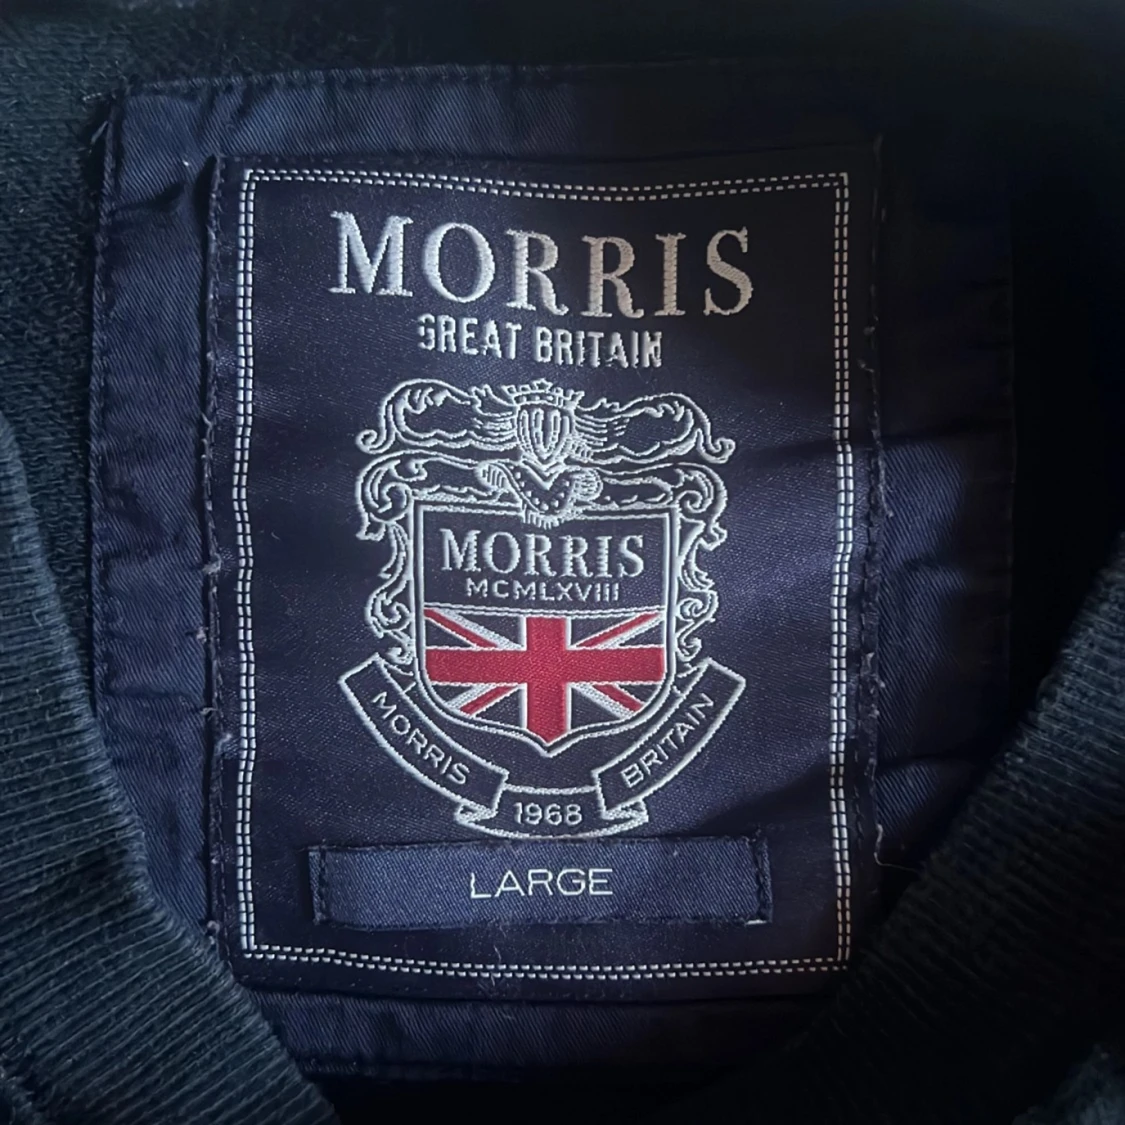 MORRIS
GREAT BRITAIN
MORRIS
MCMLXVIII
MORRIS
BRITAIN
1968
LARGE